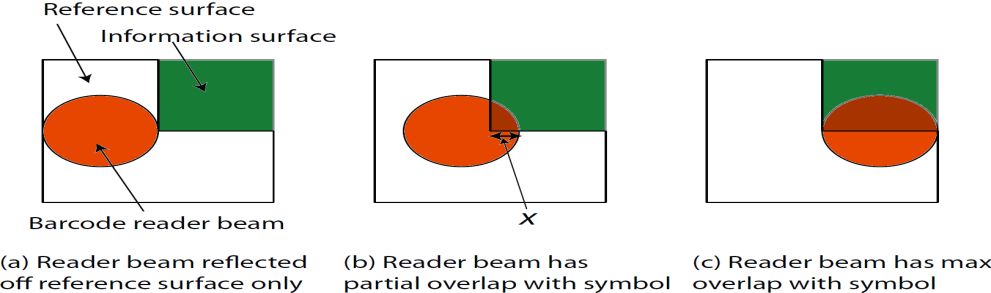 Reference surface
Information surface
Barcode reader beam
x
(a) Reader beam reflected
off reference surface only
(b) Reader beam has
partial overlap with symbol
(c) Reader beam has max
overlap with symbol